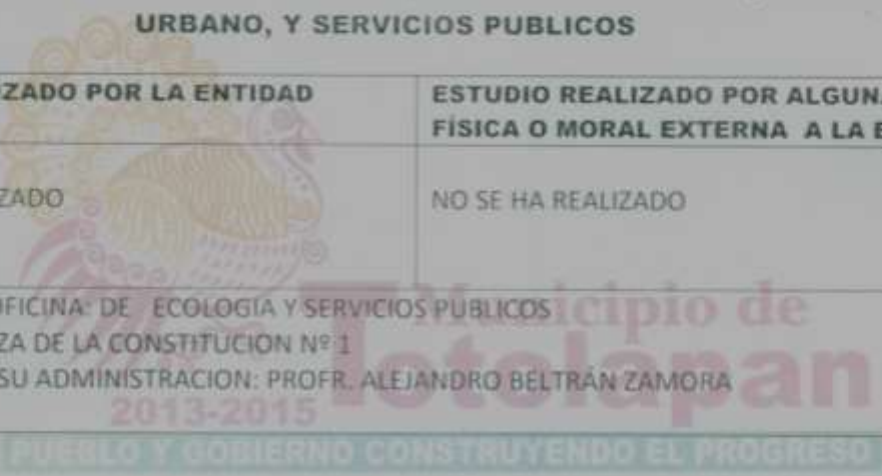 URBANO, Y SERVICIOS PUBLICOS
IZADO POR LA ENTIDAD
ESTUDIO REALIZADO POR ALGUNA
FÍSICA O MORAL EXTERNA A LA E
ZADO
NO SE HA REALIZADO
OFICINA: DE ECOLOGIA Y SERVICIOS PUBLICOS
ZA DE LA CONSTITUCION Nº 1
SU ADMINISTRACION: PROFR. ALEJANDRO BELTRÁN ZAMORA
Municipio de
Totolapan
2013-2015
PUEBLO Y GOBIERNO CONSTRUYENDO EL PROGRESO